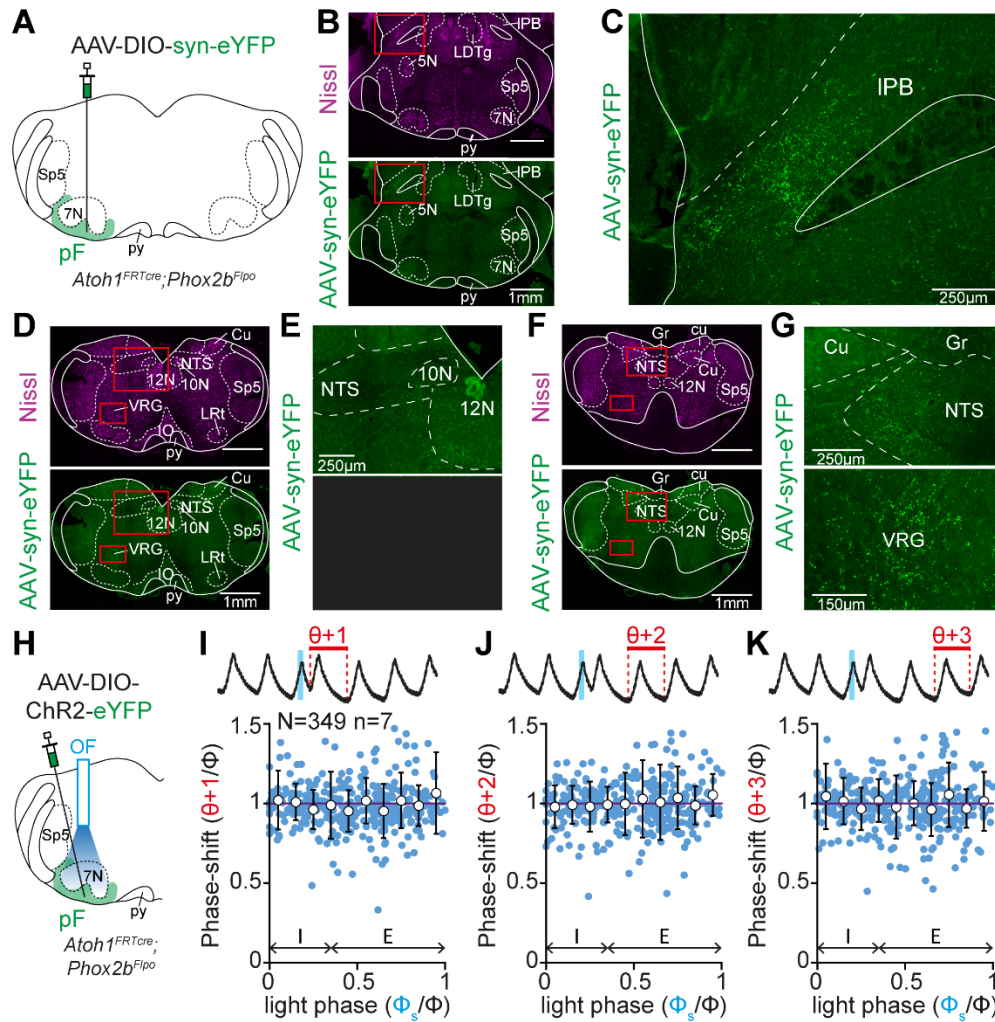 A
AAV-DIO-syn-eYFP
Sp5
7N
pF
py
Atoh1FRTcre;Phox2bFlpo
B
Nissl
AAV-syn-eYFP
IPB
LDTg
5N
Sp5
7N
py
IPB
LDTg
5N
Sp5
7N
py
1mm
C
AAV-syn-eYFP
IPB
250μm
D
Nissl
AAV-syn-eYFP
Cu
NTS
12N
10N
Sp5
VRG
LRt
IO
py
Cu
NTS
12N
10N
Sp5
VRG
LRt
IO
py
1mm
E
AAV-syn-eYFP
NTS
10N
12N
250μm
F
Nissl
AAV-syn-eYFP
Gr
cu
Cu
NTS
12N
Sp5
Gr
cu
Cu
NTS
12N
Sp5
1mm
G
AAV-syn-eYFP
Cu
Gr
NTS
250μm
VRG
150μm
H
AAV-DIO-
ChR2-eYFP
OF
Sp5
7N
pF
py
Atoh1FRTcre;
Phox2bFlpo
I
θ+1
N=349 n=7
Phase-shift (θ+1/Φ)
1.5
1
0.5
0
I
E
0
0.5
1
light phase (Φs/Φ)
J
θ+2
Phase-shift (θ+2/Φ)
1.5
1
0.5
0
I
E
0
0.5
1
light phase (Φs/Φ)
K
θ+3
Phase-shift (θ+3/Φ)
1.5
1
0.5
0
I
E
0
0.5
1
light phase (Φs/Φ)